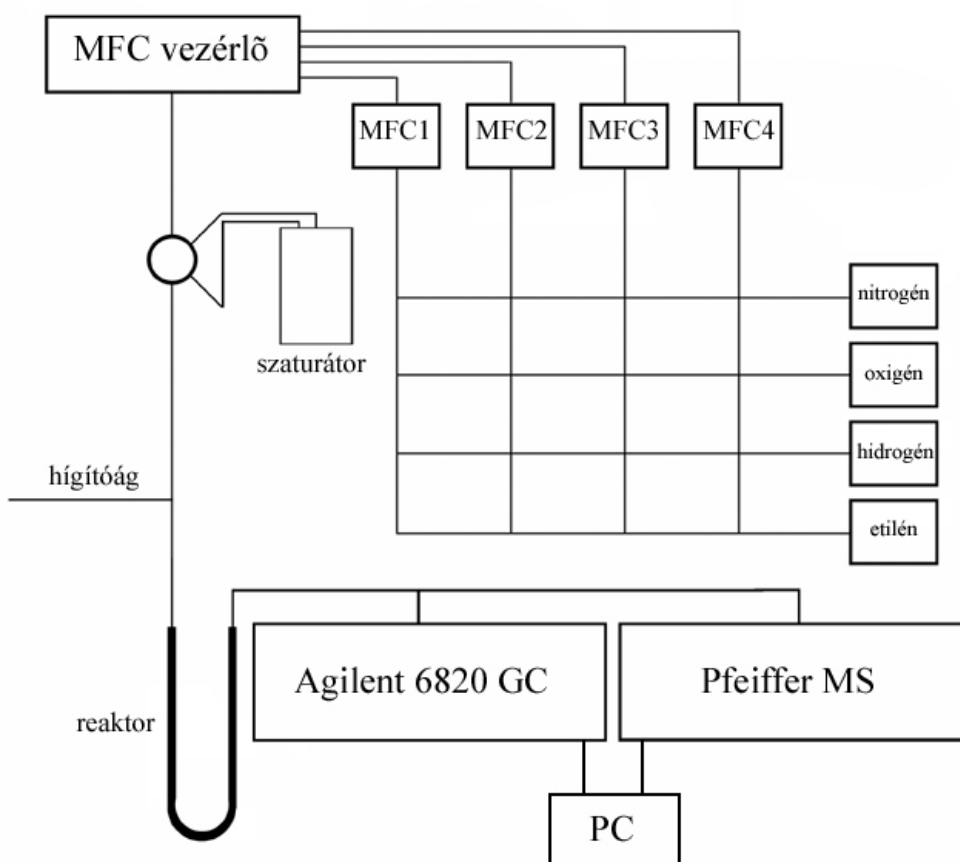 MFC vezérlõ
MFC1
MFC2
MFC3
MFC4
nitrogén
oxigén
hidrogén
etilén
szaturátor
hígítóág
reaktor
Agilent 6820 GC
Pfeiffer MS
PC